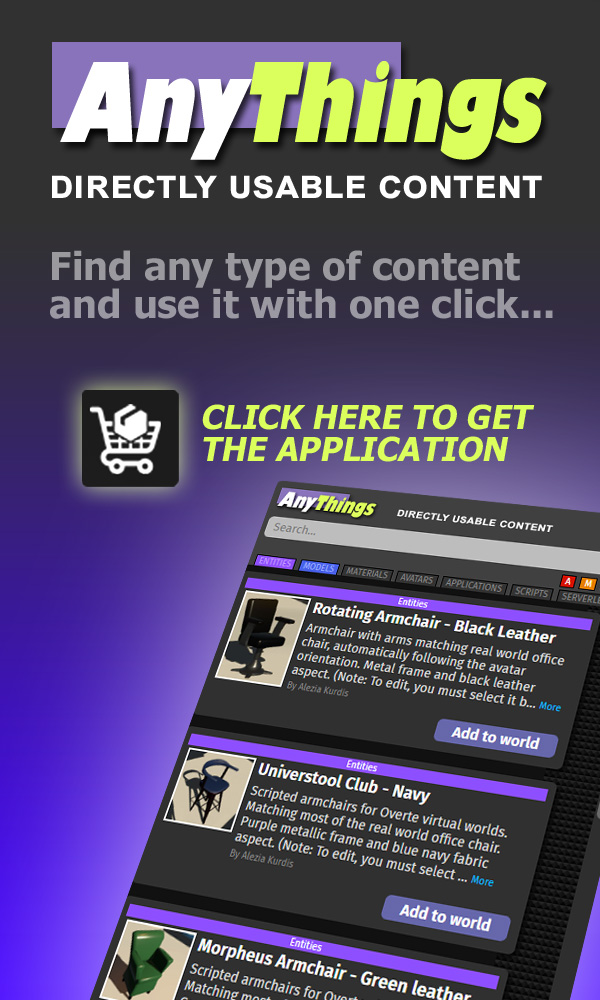 AnyThings
DIRECTLY USABLE CONTENT
Find any type of content
and use it with one click...
CLICK HERE TO GET
THE APPLICATION
AnyThings
DIRECTLY USABLE CONTENT
Search...
ENTITIES MODELS MATERIALS AVATARS APPLICATIONS SCRIPTS SERVERLE
A M
Entities
Rotating Armchair - Black Leather
Armchair with arms matching real world office
chair, automatically following the avatar
orientation. Metal frame and black leather
aspect. (Note: To edit, you must select it b... More
By Alezia Kurdis
Add to world
Entities
Universtool Club - Navy
Scripted armchairs for Overte virtual worlds.
Matching most of the real world office chair.
Purple metallic frame and blue navy fabric
aspect. (Note: To edit, you must select ... More
By Alezia Kurdis
Add to world
Entities
Morpheus Armchair - Green leather
Scripted armchairs for Overte
Matching most of the real